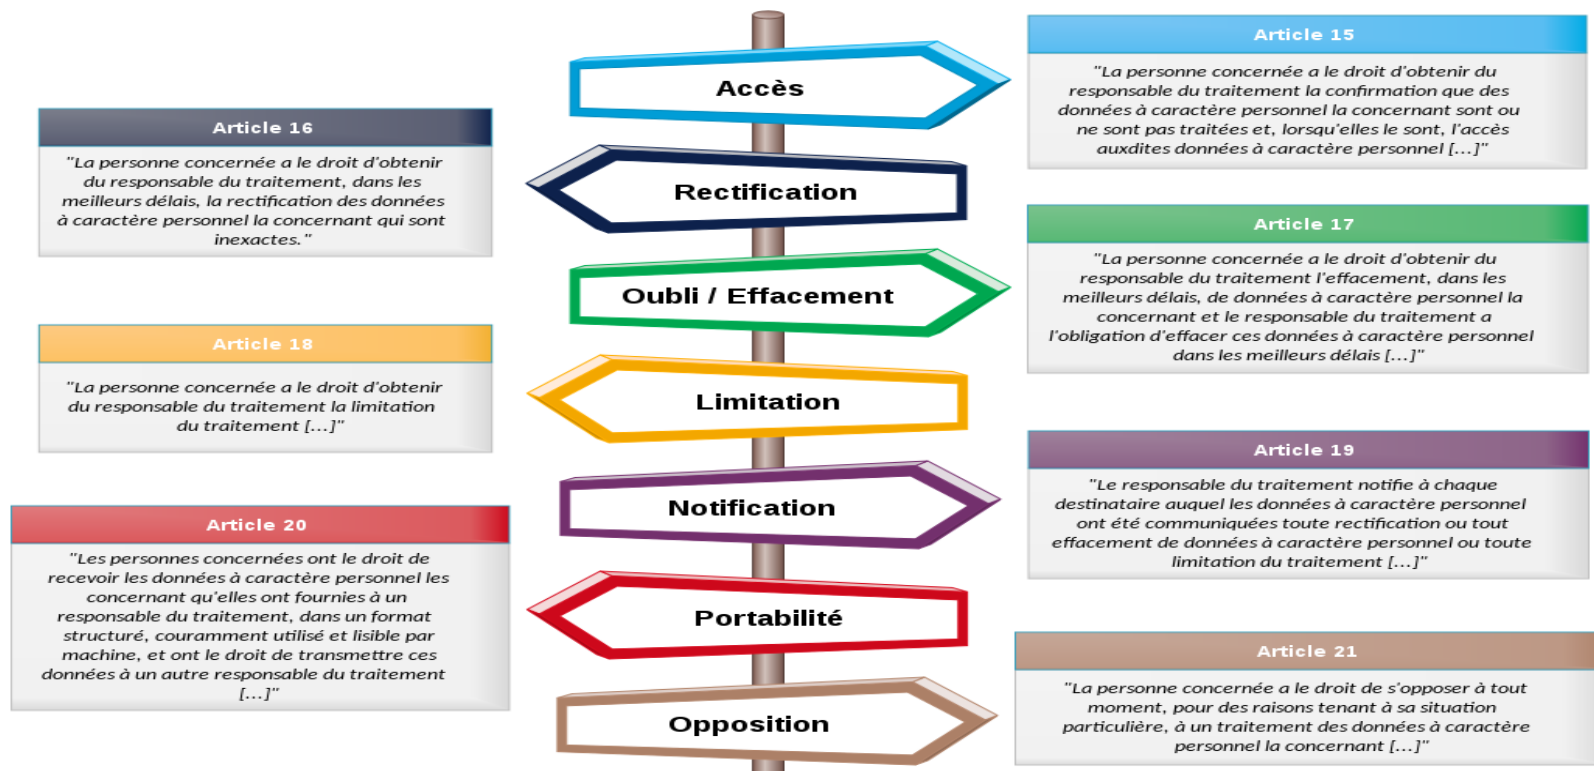 Accès
Article 15
"La personne concernée a le droit d'obtenir du
responsable du traitement la confirmation que des
données à caractère personnel la concernant sont ou
ne sont pas traitées et, lorsqu'elles le sont, l'accès
auxdites données à caractère personnel [...]"
Article 16
"La personne concernée a le droit d'obtenir
du responsable du traitement, dans les
meilleurs délais, la rectification des données
à caractère personnel la concernant qui sont
inexactes."
Rectification
Oubli / Effacement
Article 17
"La personne concernée a le droit d'obtenir du
responsable du traitement l'effacement, dans les
meilleurs délais, de données à caractère personnel la
concernant et le responsable du traitement a
l'obligation d'effacer ces données à caractère personnel
dans les meilleurs délais [...]"
Article 18
"La personne concernée a le droit d'obtenir
du responsable du traitement la limitation
du traitement [...]"
Limitation
Notification
Article 19
"Le responsable du traitement notifie à chaque
destinataire auquel les données à caractère personnel
ont été communiquées toute rectification ou tout
effacement de données à caractère personnel ou toute
limitation du traitement [...]"
Article 20
"Les personnes concernées ont le droit de
recevoir les données à caractère personnel les
concernant qu'elles ont fournies à un
responsable du traitement, dans un format
structuré, couramment utilisé et lisible par
machine, et ont le droit de transmettre ces
données à un autre responsable du traitement
[...]"
Portabilité
Opposition
Article 21
"La personne concernée a le droit de s'opposer à tout
moment, pour des raisons tenant à sa situation
particulière, à un traitement des données à caractère
personnel la concernant [...]"